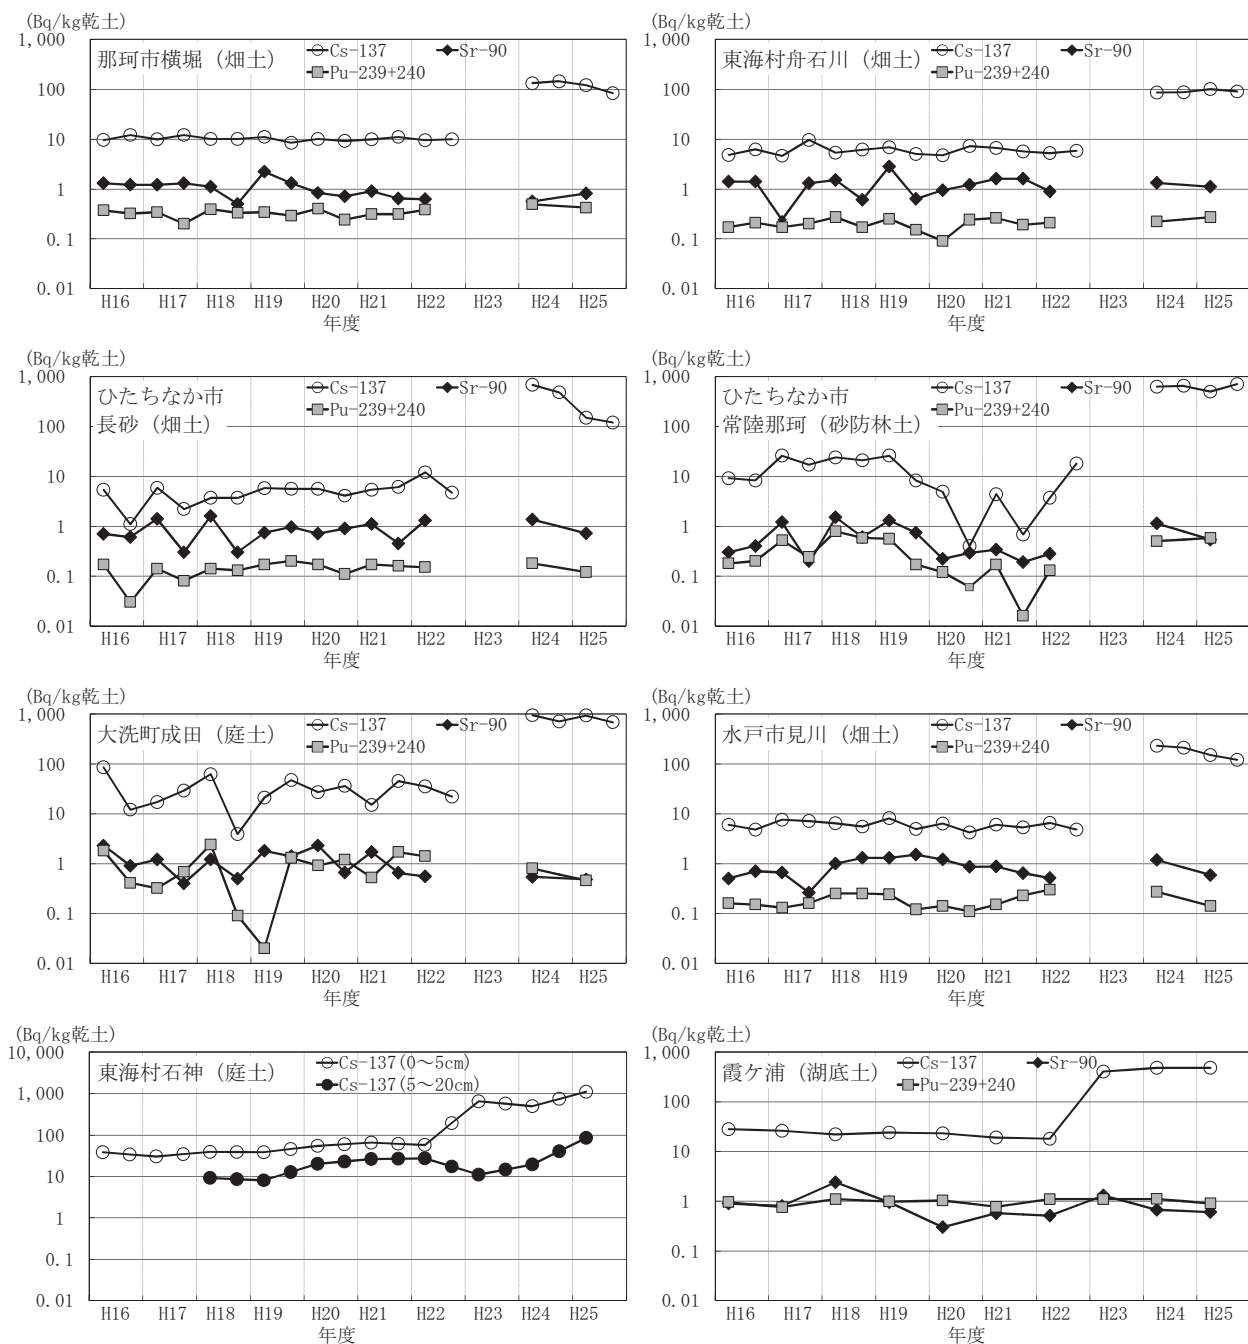 (Bq/kg乾土)
1,000
100
10
1
0.1
0.01
那珂市横堀（畑土）
Cs-137
Sr-90
Pu-239+240
H16 H17 H18 H19 H20 H21 H22 H23 H24 H25
年度
(Bq/kg乾土)
1,000
100
10
1
0.1
0.01
東海村舟石川（畑土）
Cs-137
Sr-90
Pu-239+240
H16 H17 H18 H19 H20 H21 H22 H23 H24 H25
年度
(Bq/kg乾土)
1,000
100
10
1
0.1
0.01
ひたちなか市
長砂（畑土）
Cs-137
Sr-90
Pu-239+240
H16 H17 H18 H19 H20 H21 H22 H23 H24 H25
年度
(Bq/kg乾土)
1,000
100
10
1
0.1
0.01
ひたちなか市
常陸那珂（砂防林土）
Cs-137
Sr-90
Pu-239+240
H16 H17 H18 H19 H20 H21 H22 H23 H24 H25
年度
(Bq/kg乾土)
1,000
100
10
1
0.1
0.01
大洗町成田（庭土）
Cs-137
Sr-90
Pu-239+240
H16 H17 H18 H19 H20 H21 H22 H23 H24 H25
年度
(Bq/kg乾土)
1,000
100
10
1
0.1
0.01
水戸市見川（畑土）
Cs-137
Sr-90
Pu-239+240
H16 H17 H18 H19 H20 H21 H22 H23 H24 H25
年度
(Bq/kg乾土)
10,000
1,000
100
10
1
0.1
0.01
東海村石神（庭土）
Cs-137(0～5cm)
Cs-137(5～20cm)
H16 H17 H18 H19 H20 H21 H22 H23 H24 H25
年度
(Bq/kg乾土)
1,000
100
10
1
0.1
0.01
霞ケ浦（湖底土）
Cs-137
Sr-90
Pu-239+240
H16 H17 H18 H19 H20 H21 H22 H23 H24 H25
年度